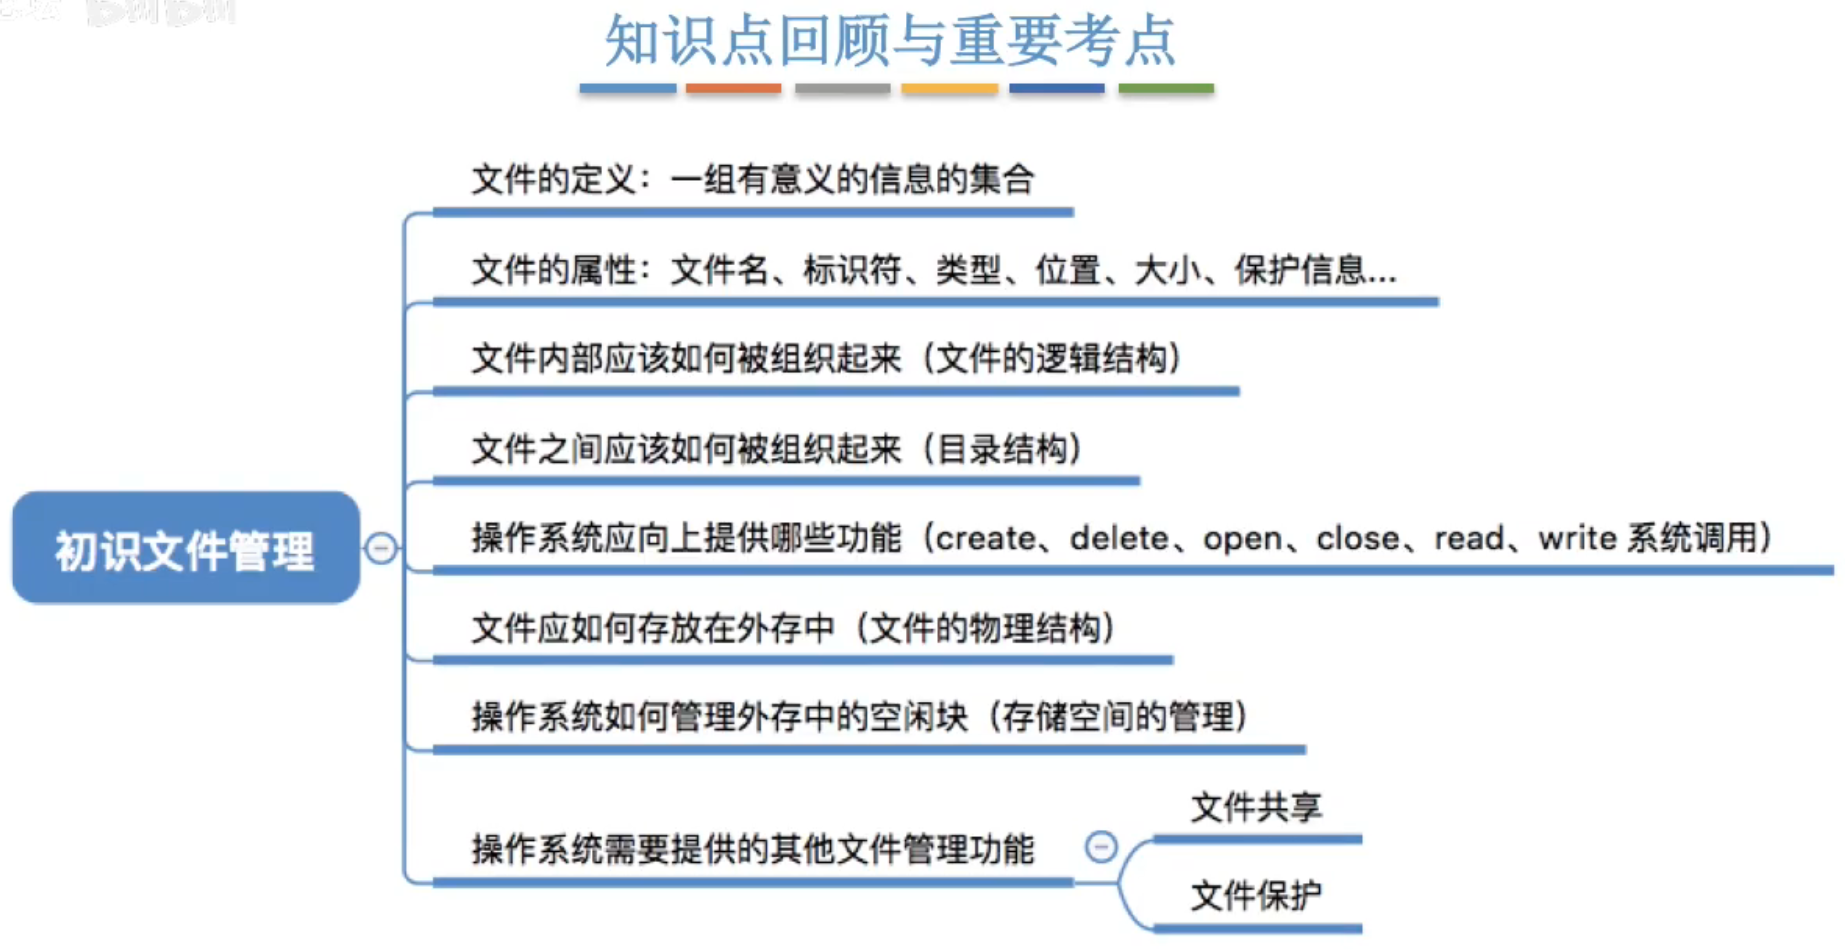 知识点回顾与重要考点
文件的定义：一组有意义的信息的集合
文件的属性：文件名、标识符、类型、位置、大小、保护信息...
文件内部应该如何被组织起来（文件的逻辑结构）
文件之间应该如何被组织起来（目录结构）
初识文件管理
操作系统应向上提供哪些功能（create、delete、open、close、read、write 系统调用）
文件应如何存放在外存中（文件的物理结构）
操作系统如何管理外存中的空闲块（存储空间的管理）
操作系统需要提供的其他文件管理功能
文件共享
文件保护